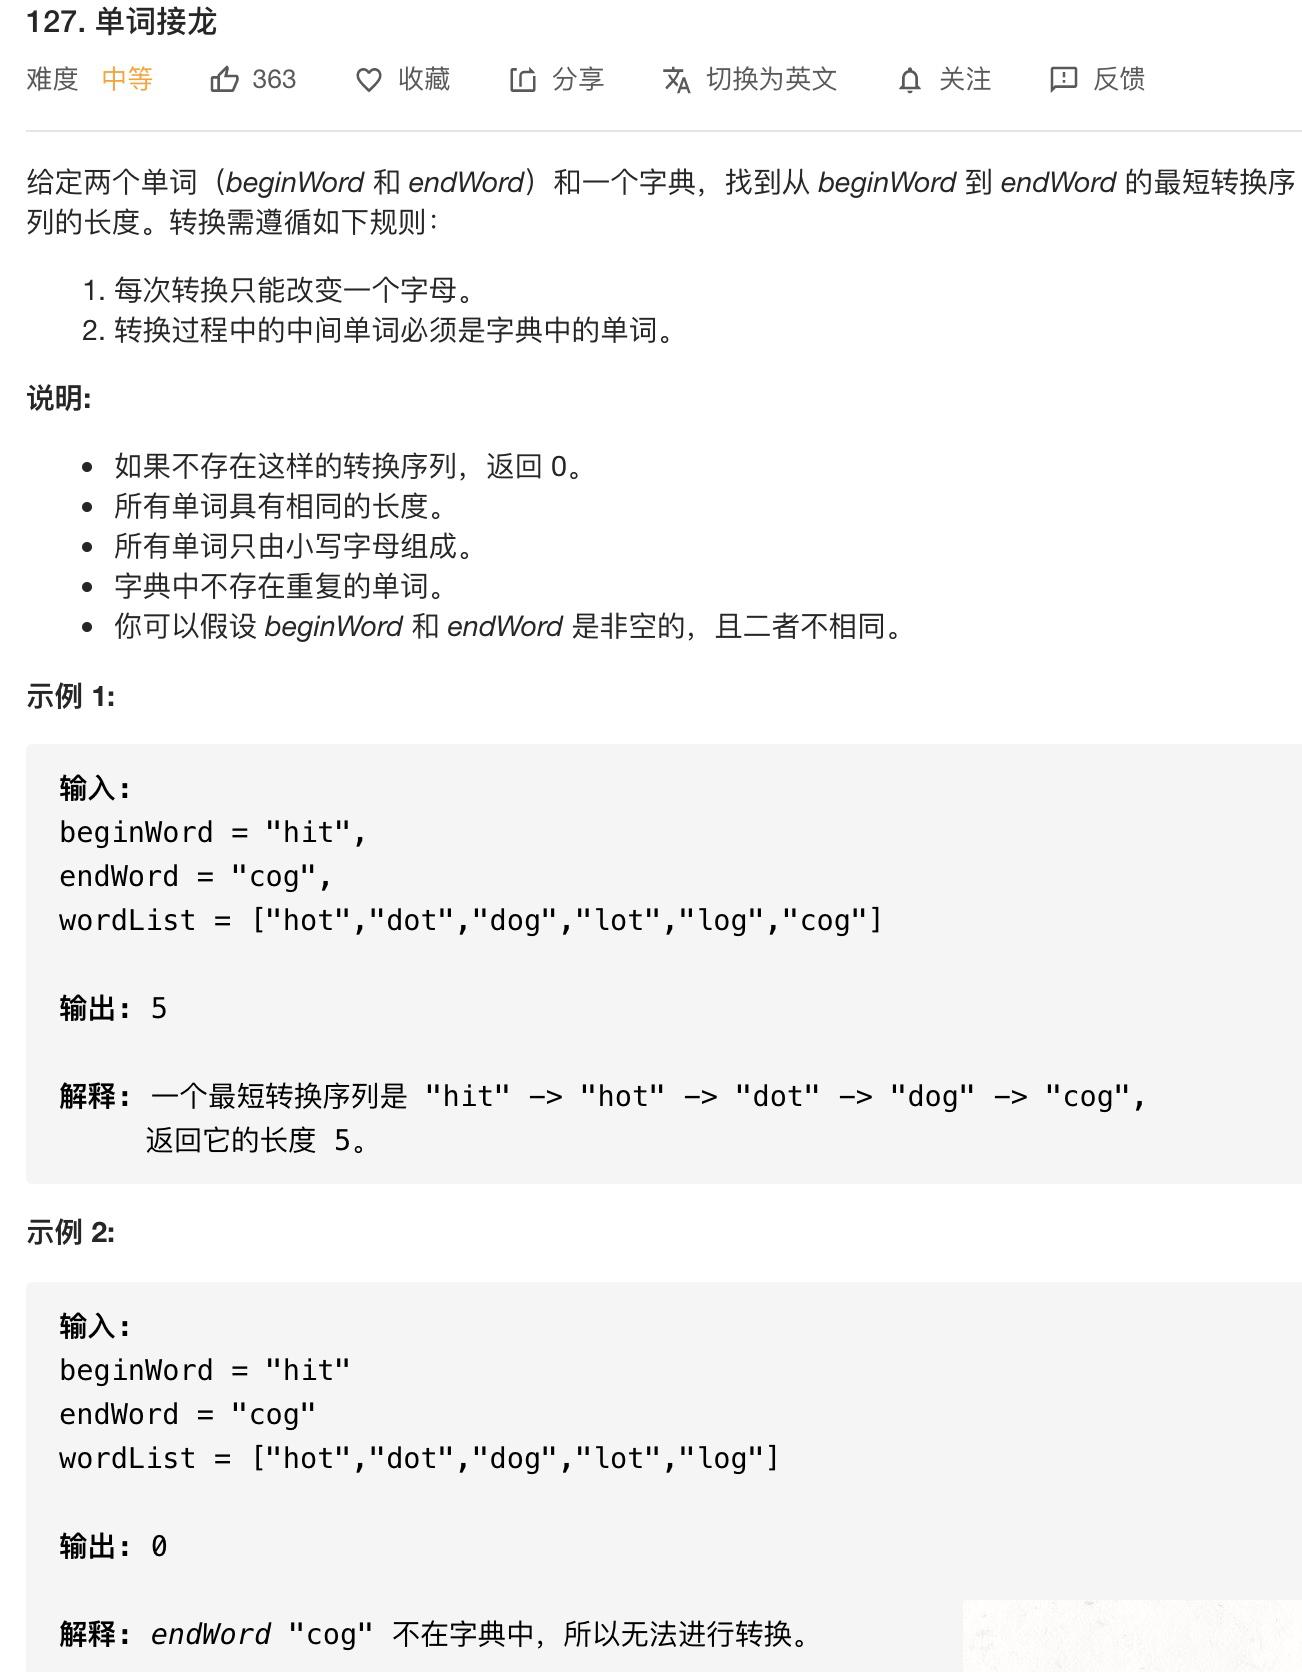 127. 单词接龙
难度 中等 363 收藏 分享 切换为英文 关注 反馈
给定两个单词（beginWord 和 endWord）和一个字典，找到从 beginWord 到 endWord 的最短转换序
列的长度。转换需遵循如下规则：
1. 每次转换只能改变一个字母。
2. 转换过程中的中间单词必须是字典中的单词。
说明:
• 如果不存在这样的转换序列，返回 0。
• 所有单词具有相同的长度。
• 所有单词只由小写字母组成。
• 字典中不存在重复的单词。
• 你可以假设 beginWord 和 endWord 是非空的，且二者不相同。
示例 1:
输入:
beginWord = "hit",
endWord = "cog",
wordList = ["hot","dot","dog","lot","log","cog"]
输出: 5
解释: 一个最短转换序列是 "hit" -> "hot" -> "dot" -> "dog" -> "cog",
返回它的长度 5。
示例 2:
输入:
beginWord = "hit"
endWord = "cog"
wordList = ["hot","dot","dog","lot","log"]
输出: 0
解释: endWord "cog" 不在字典中，所以无法进行转换。